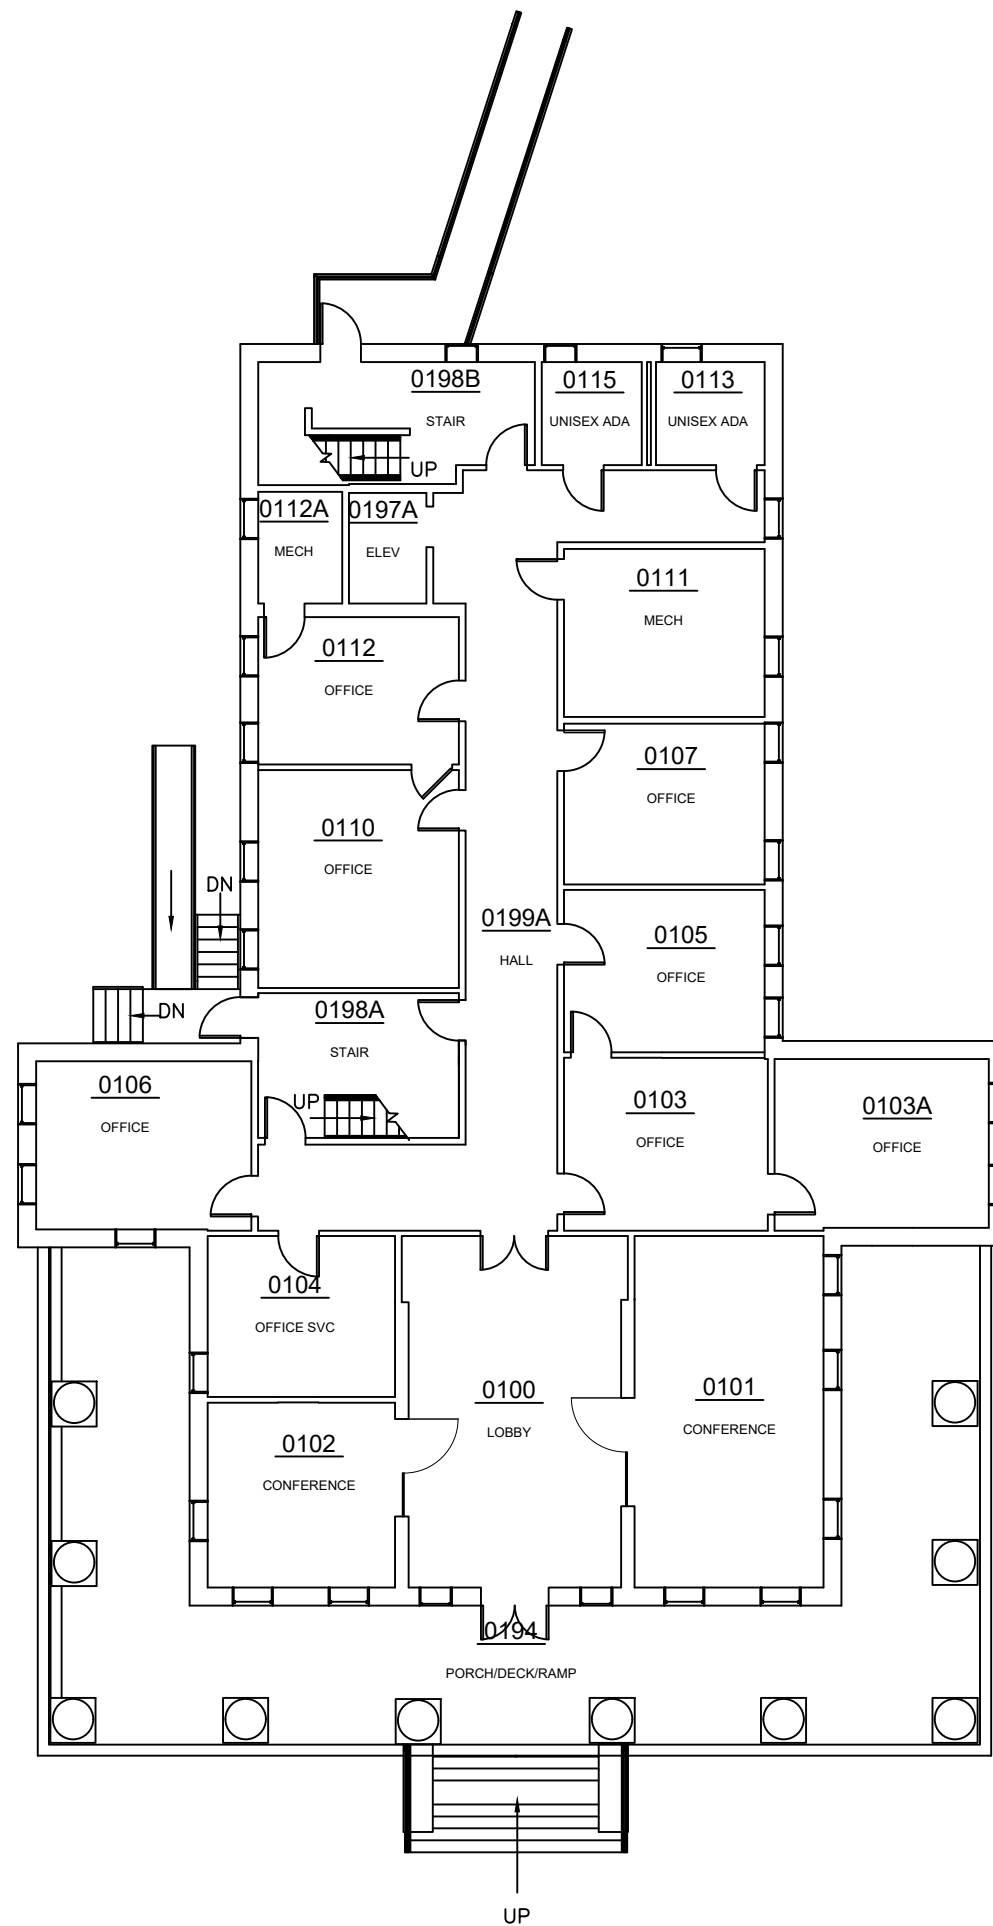 0198B
STAIR
UP
0115
UNISEX ADA
0113
UNISEX ADA
0112A
MECH
0197A
ELEV
0111
MECH
0112
OFFICE
0107
OFFICE
0110
OFFICE
DN
0199A
HALL
0105
OFFICE
DN
0198A
STAIR
UP
0106
OFFICE
0103
OFFICE
0103A
OFFICE
0104
OFFICE SVC
0100
LOBBY
0101
CONFERENCE
0102
CONFERENCE
0194
PORCH/DECK/RAMP
UP